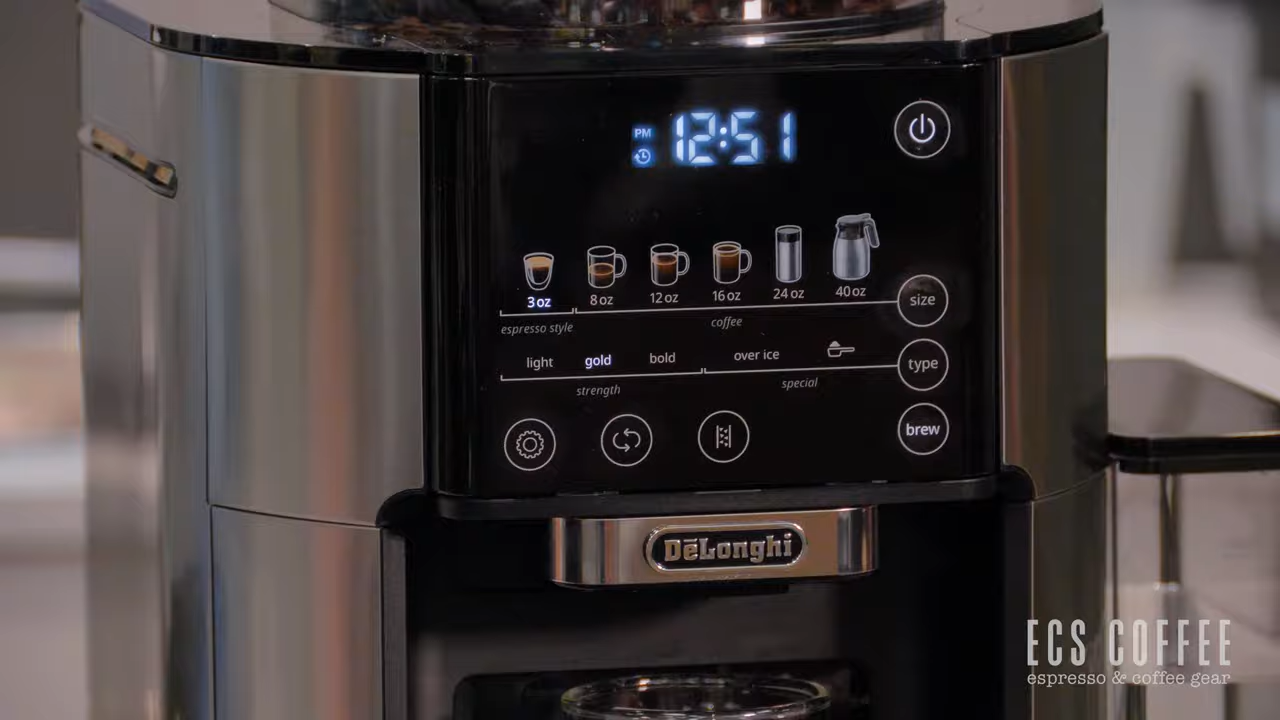 PM 12:51
3 oz 8 oz 12 oz 16 oz 24 oz 40 oz
size
espresso style coffee
light gold bold over ice
type
strength special
brew
DeLonghi
ECS COFFEE
espresso & coffee gear